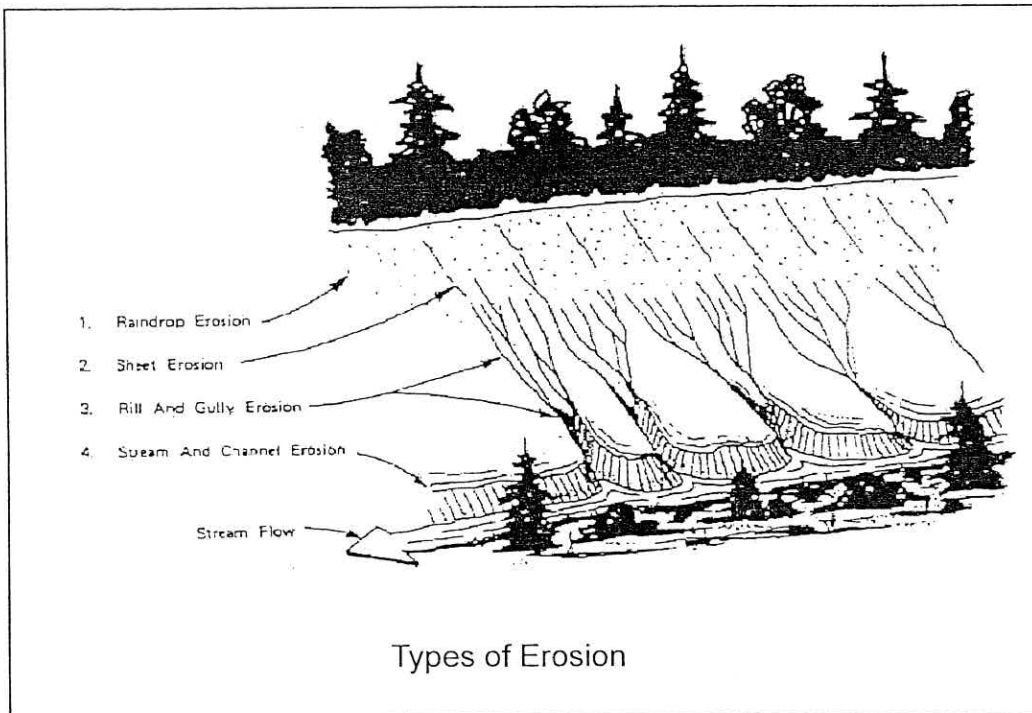 1. Raindrop Erosion
2. Sheet Erosion
3. Rill And Gully Erosion
4. Stream And Channel Erosion
Stream Flow
Types of Erosion